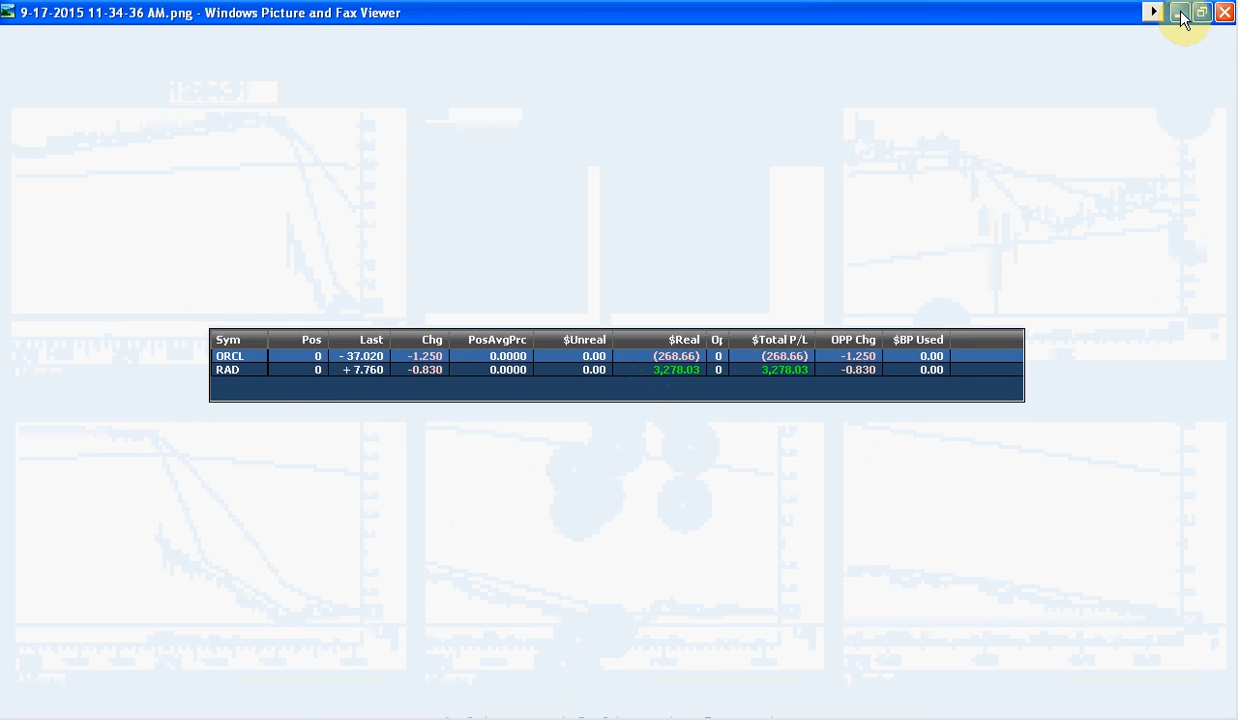 9-17-2015 11-34-36 AM.png - Windows Picture and Fax Viewer
Sym Pos Last Chg PosAvgPrc $Unreal $Real Op $Total P/L OPP Chg $BP Used
ORCL 0 - 37.020 -1.250 0.0000 0.00 (268.66) 0 (268.66) -1.250 0.00
RAD 0 + 7.760 -0.830 0.0000 0.00 3,278.03 0 3,278.03 -0.830 0.00